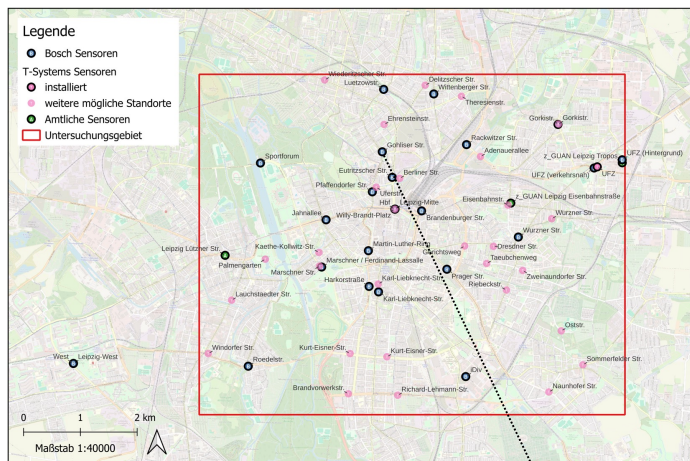 Legende
Bosch Sensoren
T-Systems Sensoren
installiert
weitere mögliche Standorte
Amtliche Sensoren
Untersuchungsgebiet
Wiederitzscher Str.
Luetzowstr.
Delitzscher Str.
Wittenberger Str.
Theresienstr.
Ehrensteinstr.
Gorkistr.
Gorkistr.
Rackwitzer Str.
Gohliser Str.
Adenauerallee
Sportforum
UFZ (Hintergrund)
z_GUAN Leipzig Tropos
Eutritzscher Str.
Berliner Str.
UFZ (verkehrsnah)
UFZ
Pfaffendorfer Str.
Uferstr.
Eisenbahnstr.
z_GUAN Leipzig Eisenbahnstraße
Hbf
Leipzig-Mitte
Jahnallee
Willy-Brandt-Platz
Brandenburger Str.
Wurzner Str.
Wurzner Str.
Leipzig Lützner Str.
Kaethe-Kollwitz-Str.
Martin-Luther-Ring
Gerichtsweg
Dresdner Str.
Palmengarten
Marschner / Ferdinand-Lassalle
Taeubchenweg
Marschner Str.
Prager Str.
Zweinaundorfer Str.
Harkorstraße
Karl-Liebknecht-Str.
Riebeckstr.
Karl-Liebknecht-Str.
Lauchstaedter Str.
Oststr.
Windorfer Str.
Kurt-Eisner-Str.
Kurt-Eisner-Str.
West
Leipzig-West
Roedelstr.
Sommerfelder Str.
iDiv
Brandvorwerkstr.
Richard-Lehmann-Str.
Naunhofer Str.
0 1 2 km
Maßstab 1:40000